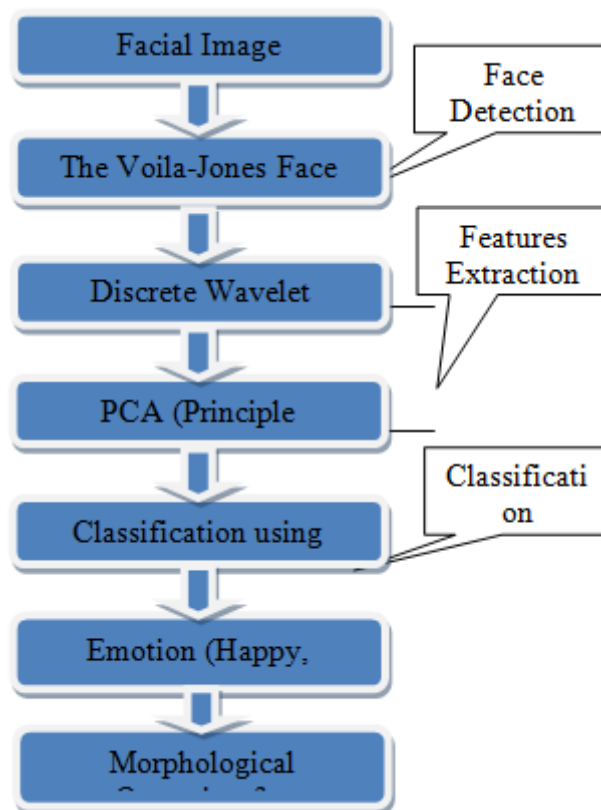 Facial Image
Face
Detection
The Voila-Jones Face
Features
Extraction
Discrete Wavelet
PCA (Principle
Classificati
on
Classification using
Emotion (Happy,
Morphological